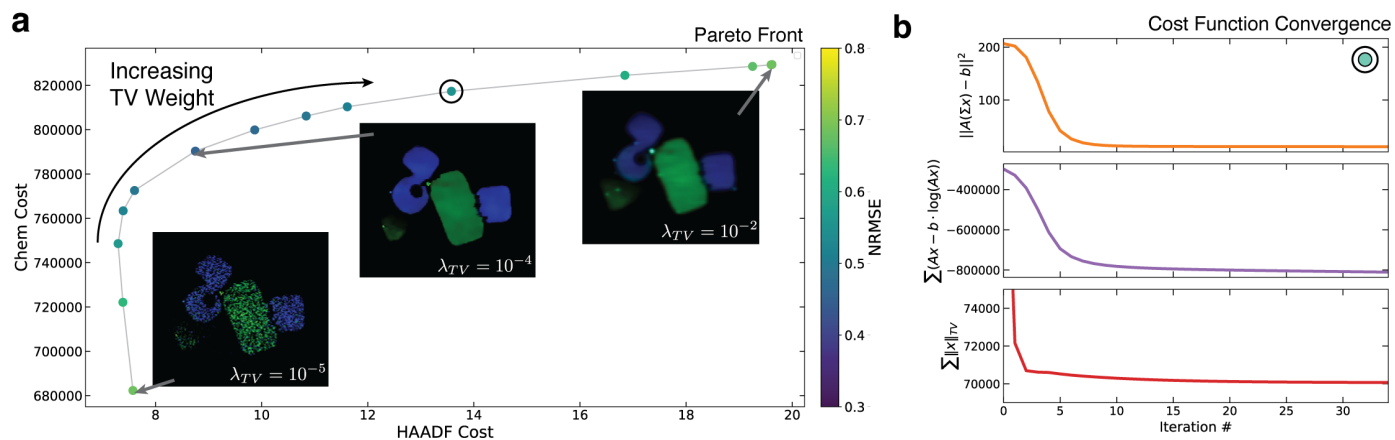 a
Pareto Front
Increasing
TV Weight
Chem Cost
820000
800000
780000
760000
740000
720000
700000
680000
8
10
12
14
16
18
20
HAADF Cost
λ_TV = 10⁻⁵
λ_TV = 10⁻⁴
λ_TV = 10⁻²
NRMSE
0.8
0.7
0.6
0.5
0.4
0.3
b
Cost Function Convergence
||A(Σx) − b||²
200
100
∑(Ax − b · log(Ax))
−400000
−600000
−800000
∑||x||_TV
74000
72000
70000
0
5
10
15
20
25
30
Iteration #